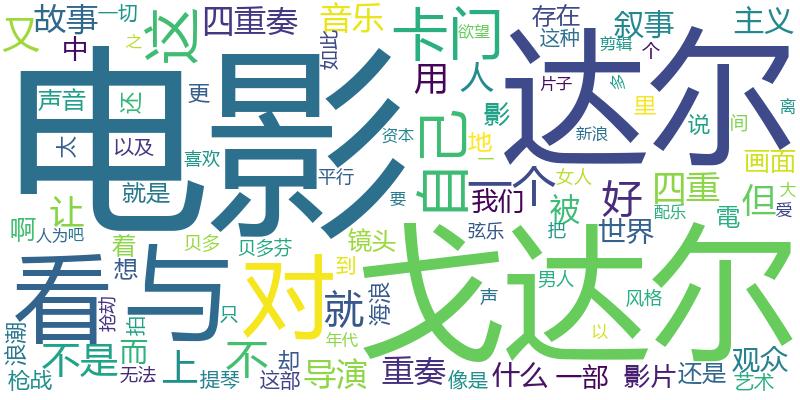 又
故事
一切
中
之
这
四重奏
如此
音乐
卡门
存在
这种
欲望
剪辑
叙事
个
主义
电影
达尔
声音
还
太
以及
更
喜欢
资本
用
人
影
片子
多
里
说
间
离
新浪
平行
要
自己
地
一
一个
女人
我们
好
被
四重
配乐
画面
但
電
大
爱
就是
让
啊
人为吧
着
贝多
贝多芬
镜头
弦乐
把
世界
看
与
对
戈达尔
想
到
就
海浪
声
男人
风格
浪潮
抢劫
拍
只
年代
以
枪战
不是
而
无法
上
提琴
不
却
这部
导演
重奏
像是
什么
一部
影片
还是
观众
艺术